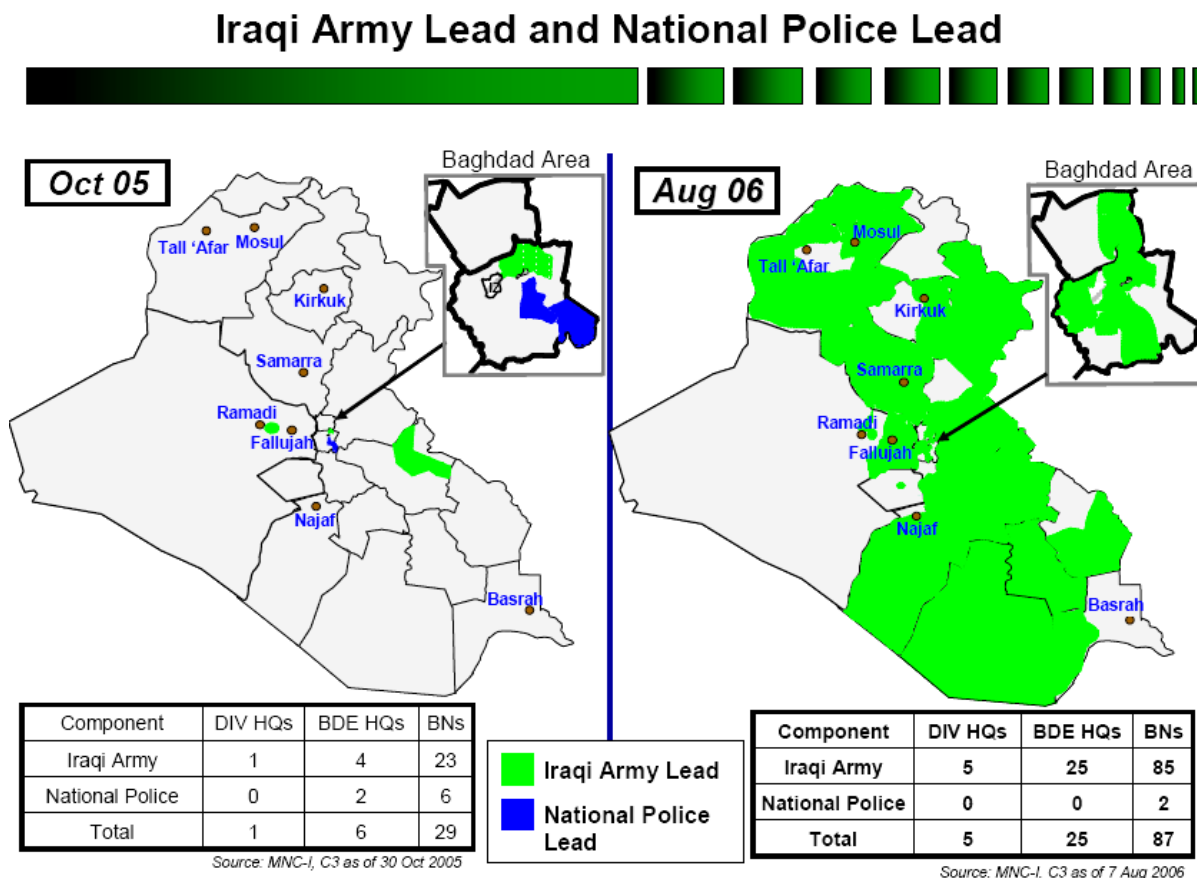 Iraqi Army Lead and National Police Lead
Oct 05
Baghdad Area
Tall ‘Afar
Mosul
Kirkuk
Samarra
Ramadi
Fallujah
Najaf
Basrah
Component DIV HQs BDE HQs BNs
Iraqi Army 1 4 23
National Police 0 2 6
Total 1 6 29
Source: MNC-I, C3 as of 30 Oct 2005
Iraqi Army Lead
National Police
Lead
Aug 06
Baghdad Area
Mosul
Tall ‘Afar
Kirkuk
Samarra
Ramadi
Fallujah
Najaf
Basrah
Component DIV HQs BDE HQs BNs
Iraqi Army 5 25 85
National Police 0 0 2
Total 5 25 87
Source: MNC-I, C3 as of 7 Aug 2006